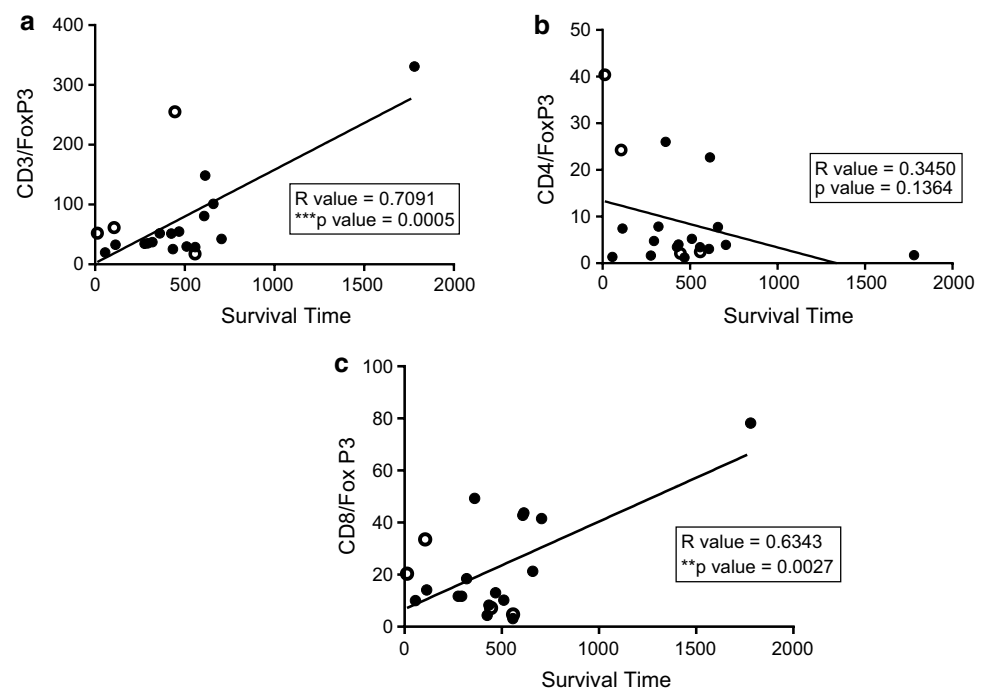 a
400
300
200
100
0
CD3/FoxP3
R value = 0.7091
***p value = 0.0005
0 500 1000 1500 2000
Survival Time
b
50
40
30
20
10
0
CD4/FoxP3
R value = 0.3450
p value = 0.1364
0 500 1000 1500 2000
Survival Time
c
100
80
60
40
20
0
CD8/Fox P3
R value = 0.6343
**p value = 0.0027
0 500 1000 1500 2000
Survival Time